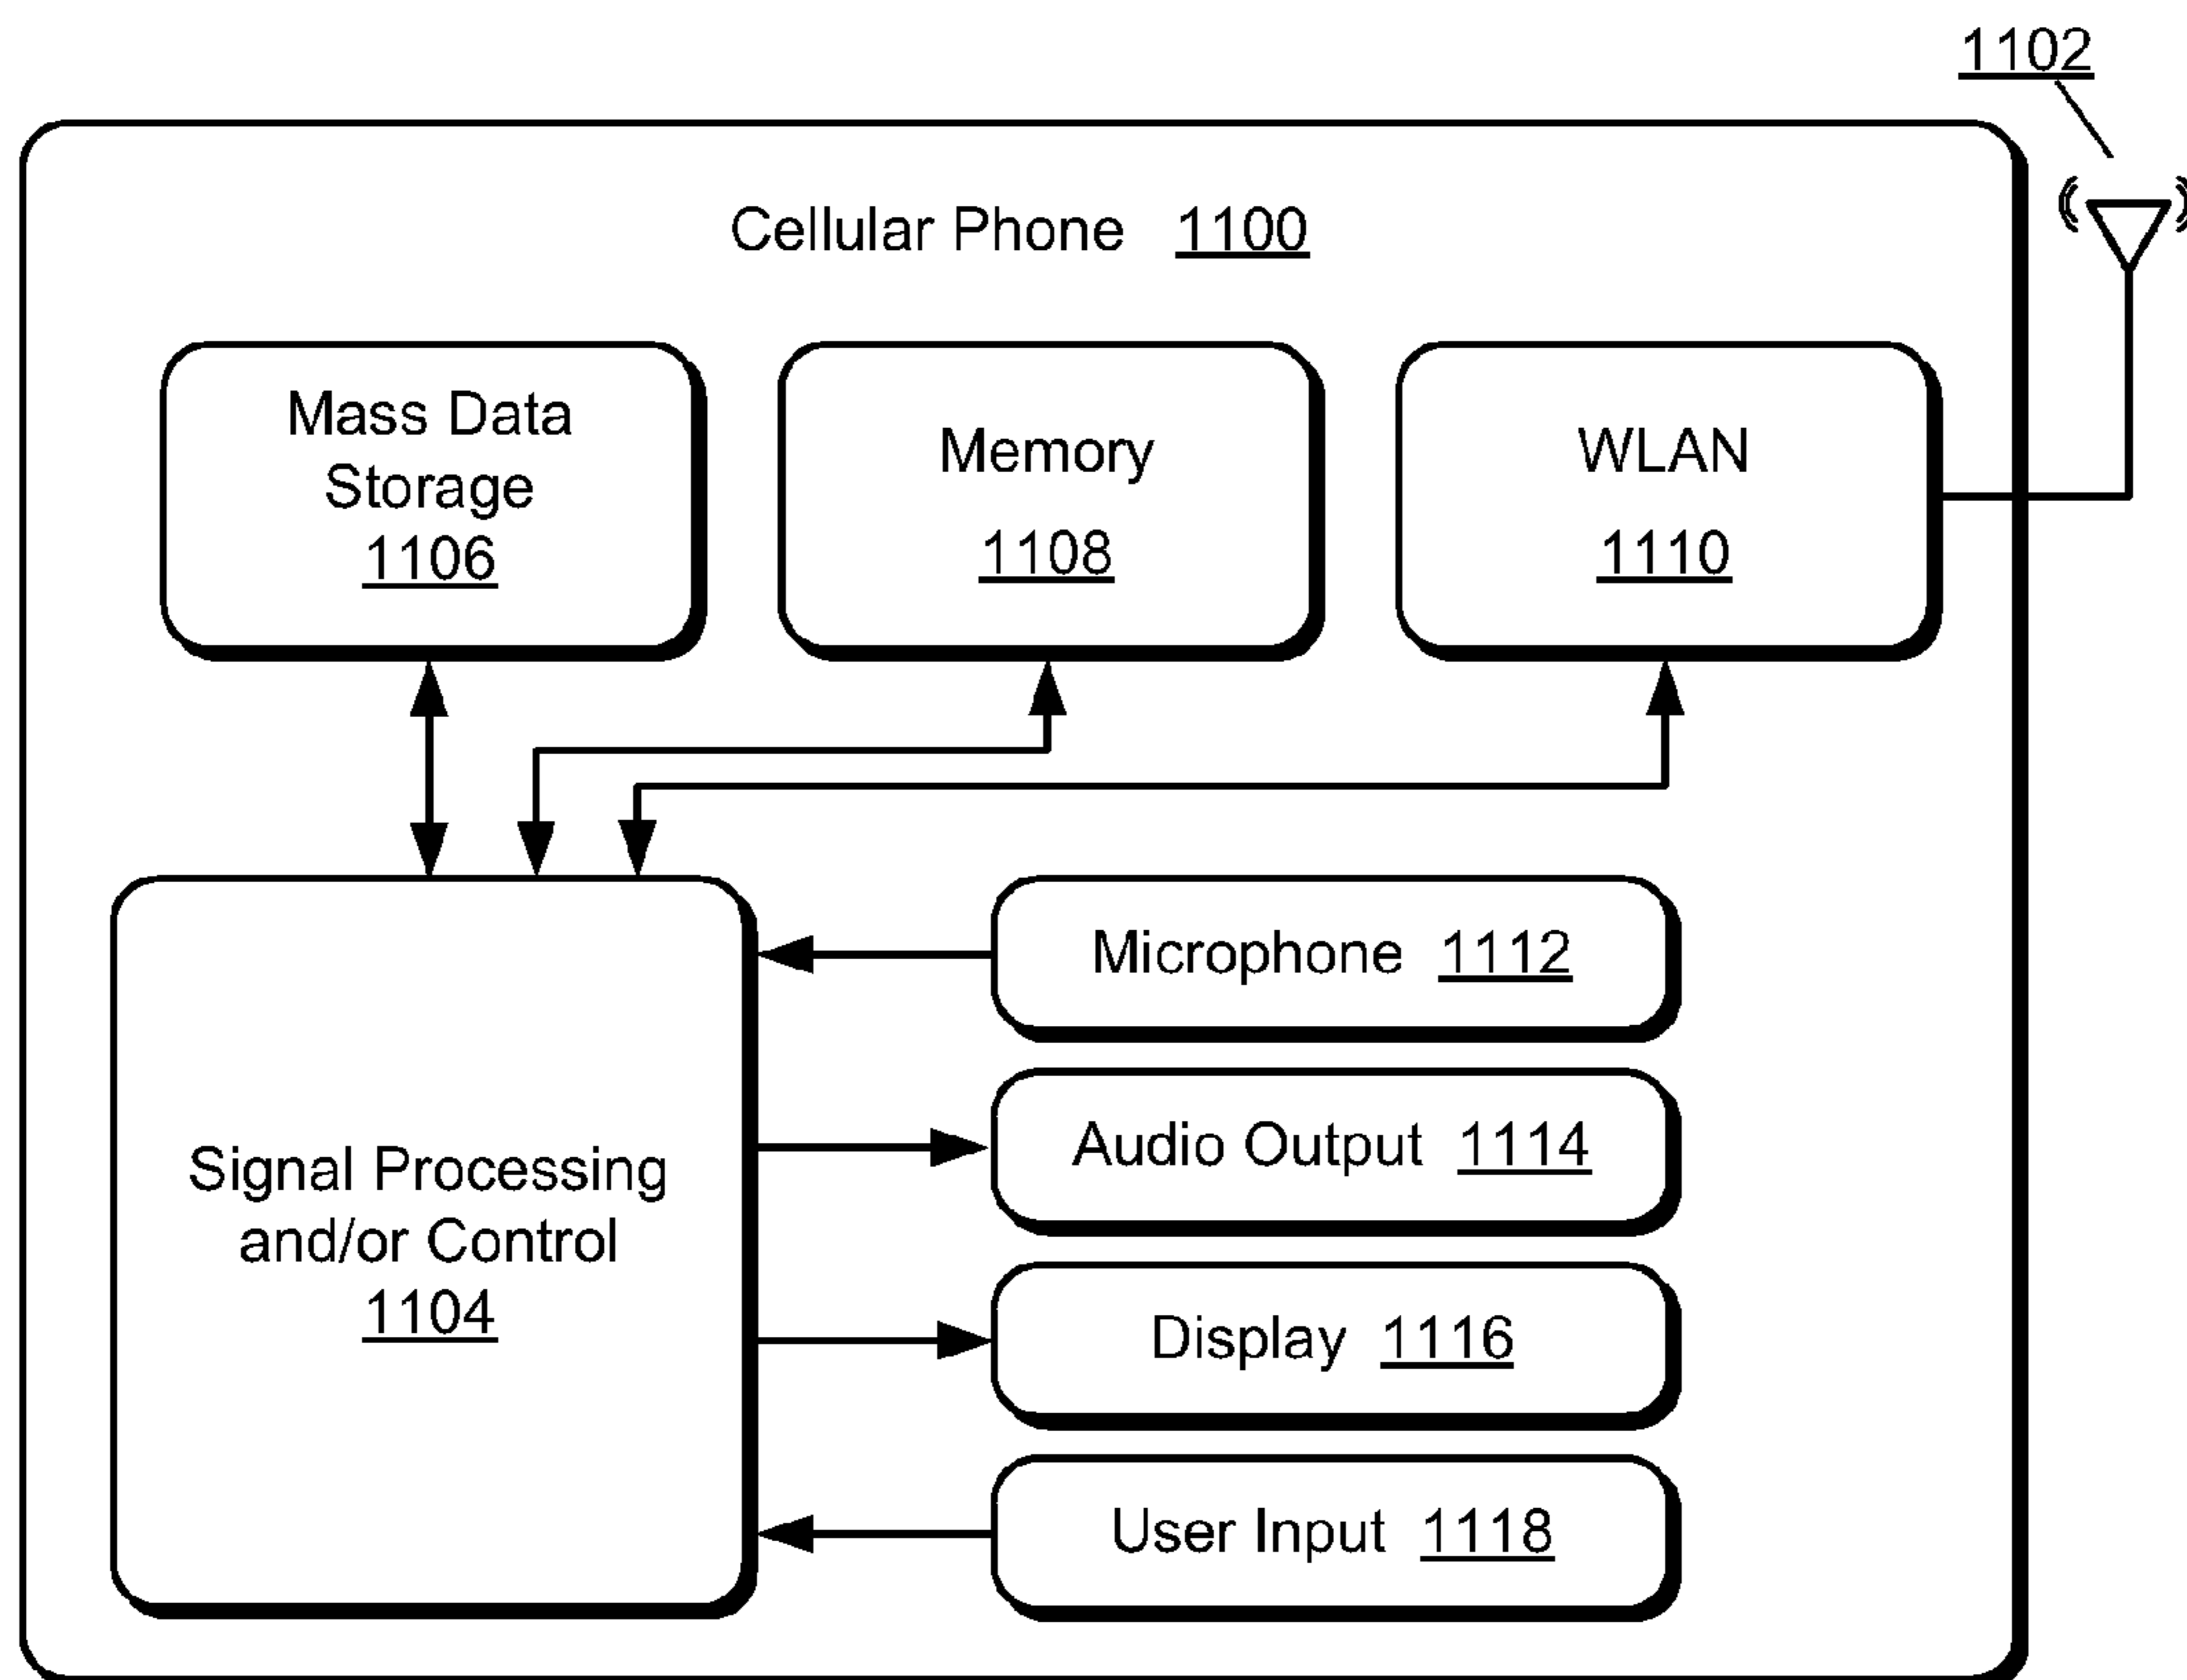 1102
Cellular Phone 1100
Mass Data
Storage
1106
Memory
1108
WLAN
1110
Signal Processing
and/or Control
1104
Microphone 1112
Audio Output 1114
Display 1116
User Input 1118